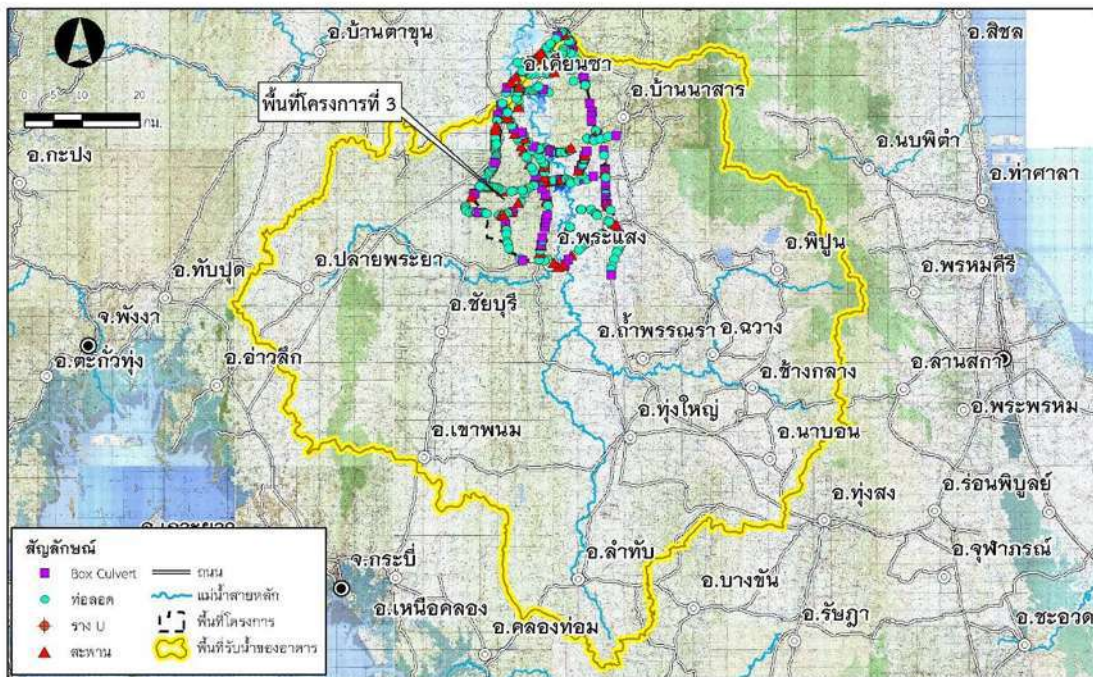 อ.บ้านตาขุน
อ.สิชล
อ.เคียนซา
พื้นที่โครงการที่ 3
อ.บ้านนาสาร
0 5 10 20
กม.
อ.นบพิตำ
อ.กะปง
อ.ท่าศาลา
อ.พระแสง
อ.พิปูน
อ.ปลายพระยา
อ.พรหมคีรี
อ.ทับปุด
อ.ชัยบุรี
จ.พังงา
อ.ถ้ำพรรณรา
อ.ฉวาง
อ.ตะกั่วทุ่ง
อ.อ่าวลึก
อ.ช้างกลาง
อ.ลานสกา
อ.ทุ่งใหญ่
อ.พระพรหม
อ.เขาพนม
อ.นาบอน
อ.ทุ่งสง
อ.ร่อนพิบูลย์
สัญลักษณ์
Box Culvert
ถนน
ท่อลอด
แม่น้ำสายหลัก
ราง U
พื้นที่โครงการ
สะพาน
พื้นที่รับน้ำของอาคาร
จ.กระบี่
อ.ลำทับ
อ.จุฬาภรณ์
อ.บางขัน
อ.เหนือคลอง
อ.คลองท่อม
อ.รัษฎา
อ.ชะอวด